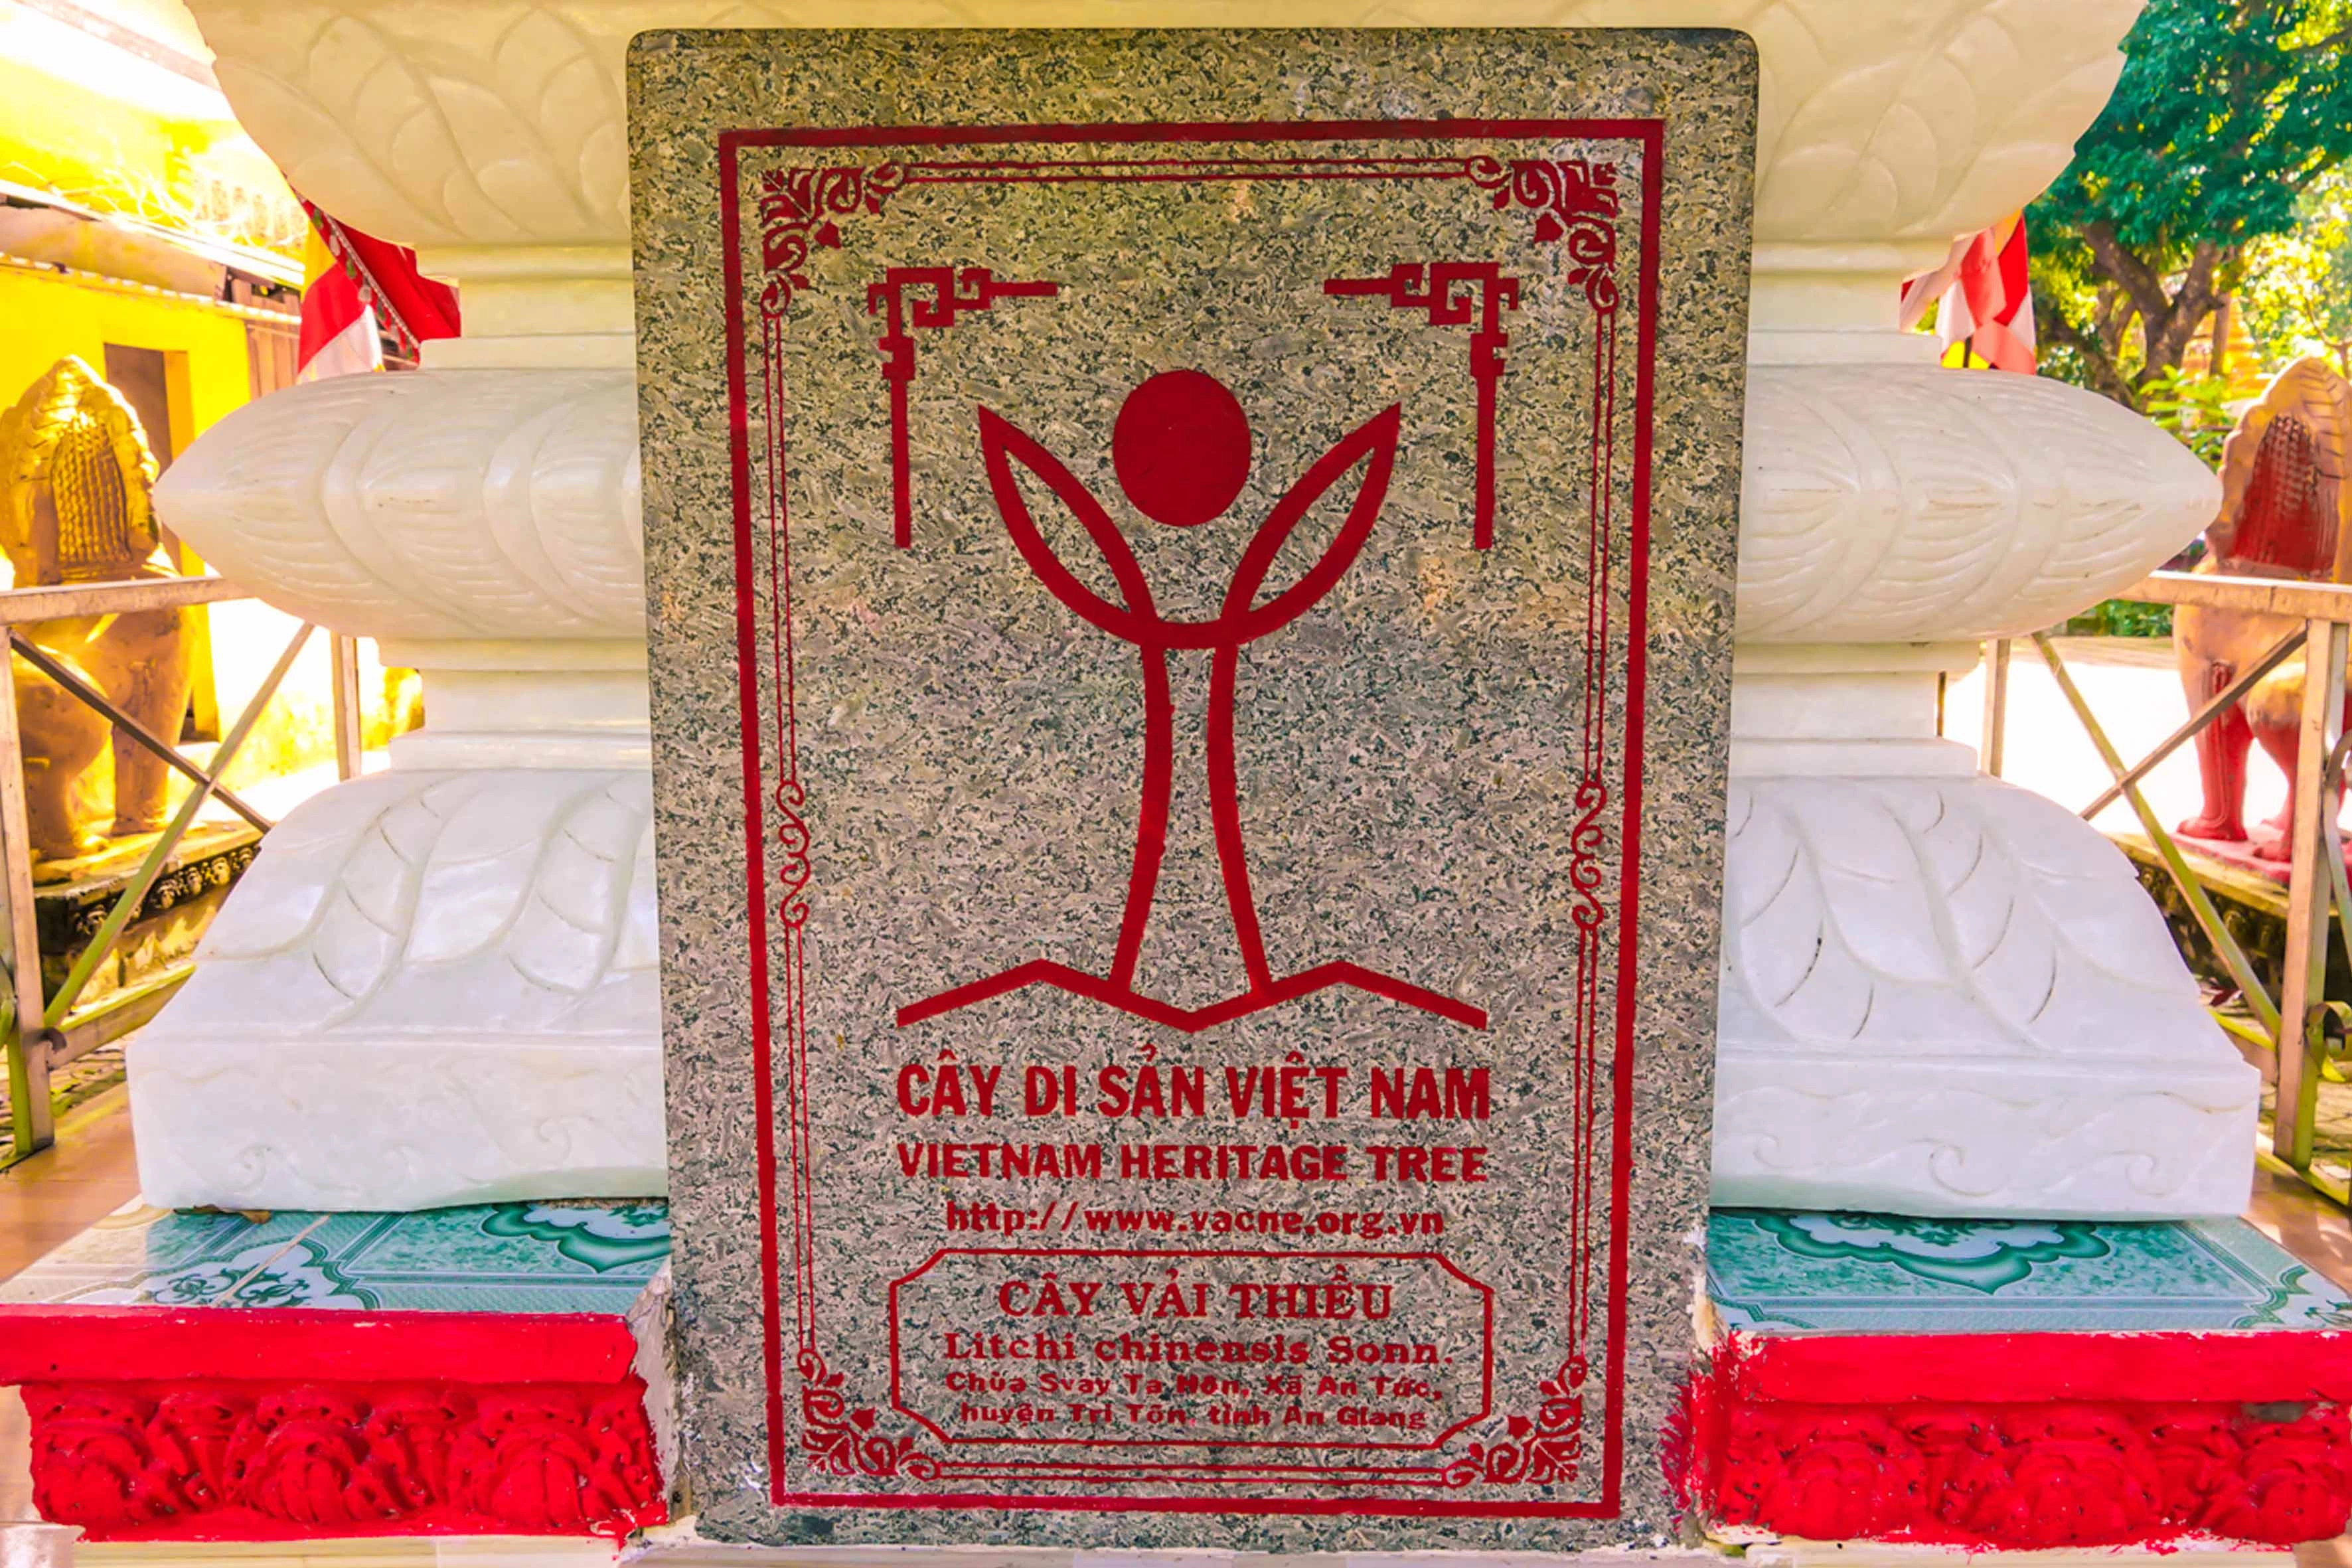 CÂY DI SẢN VIỆT NAM
VIETNAM HERITAGE TREE
http://www.vacne.org.vn
CÂY VẢI THIỀU
Litchi chinensis Sonn.
Chùa Svay Ta Hôn, Xã An Tức,
huyện Tri Tôn, tỉnh An Giang